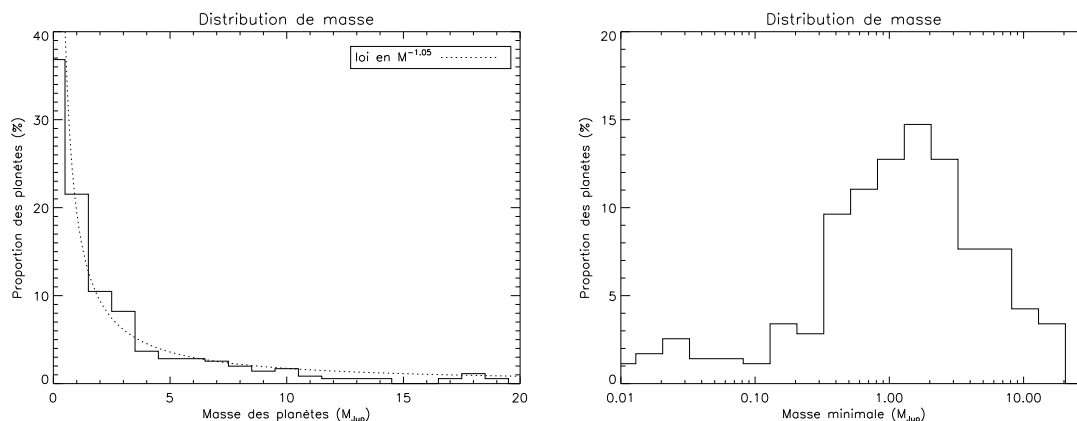 Distribution de masse
40
30
20
10
0
Proportion des planètes (%)
loi en M^-1.05
0 5 10 15 20
Masse des planètes (M_Jup)
Distribution de masse
20
15
10
5
0
Proportion des planètes (%)
0.01 0.10 1.00 10.00
Masse minimale (M_Jup)